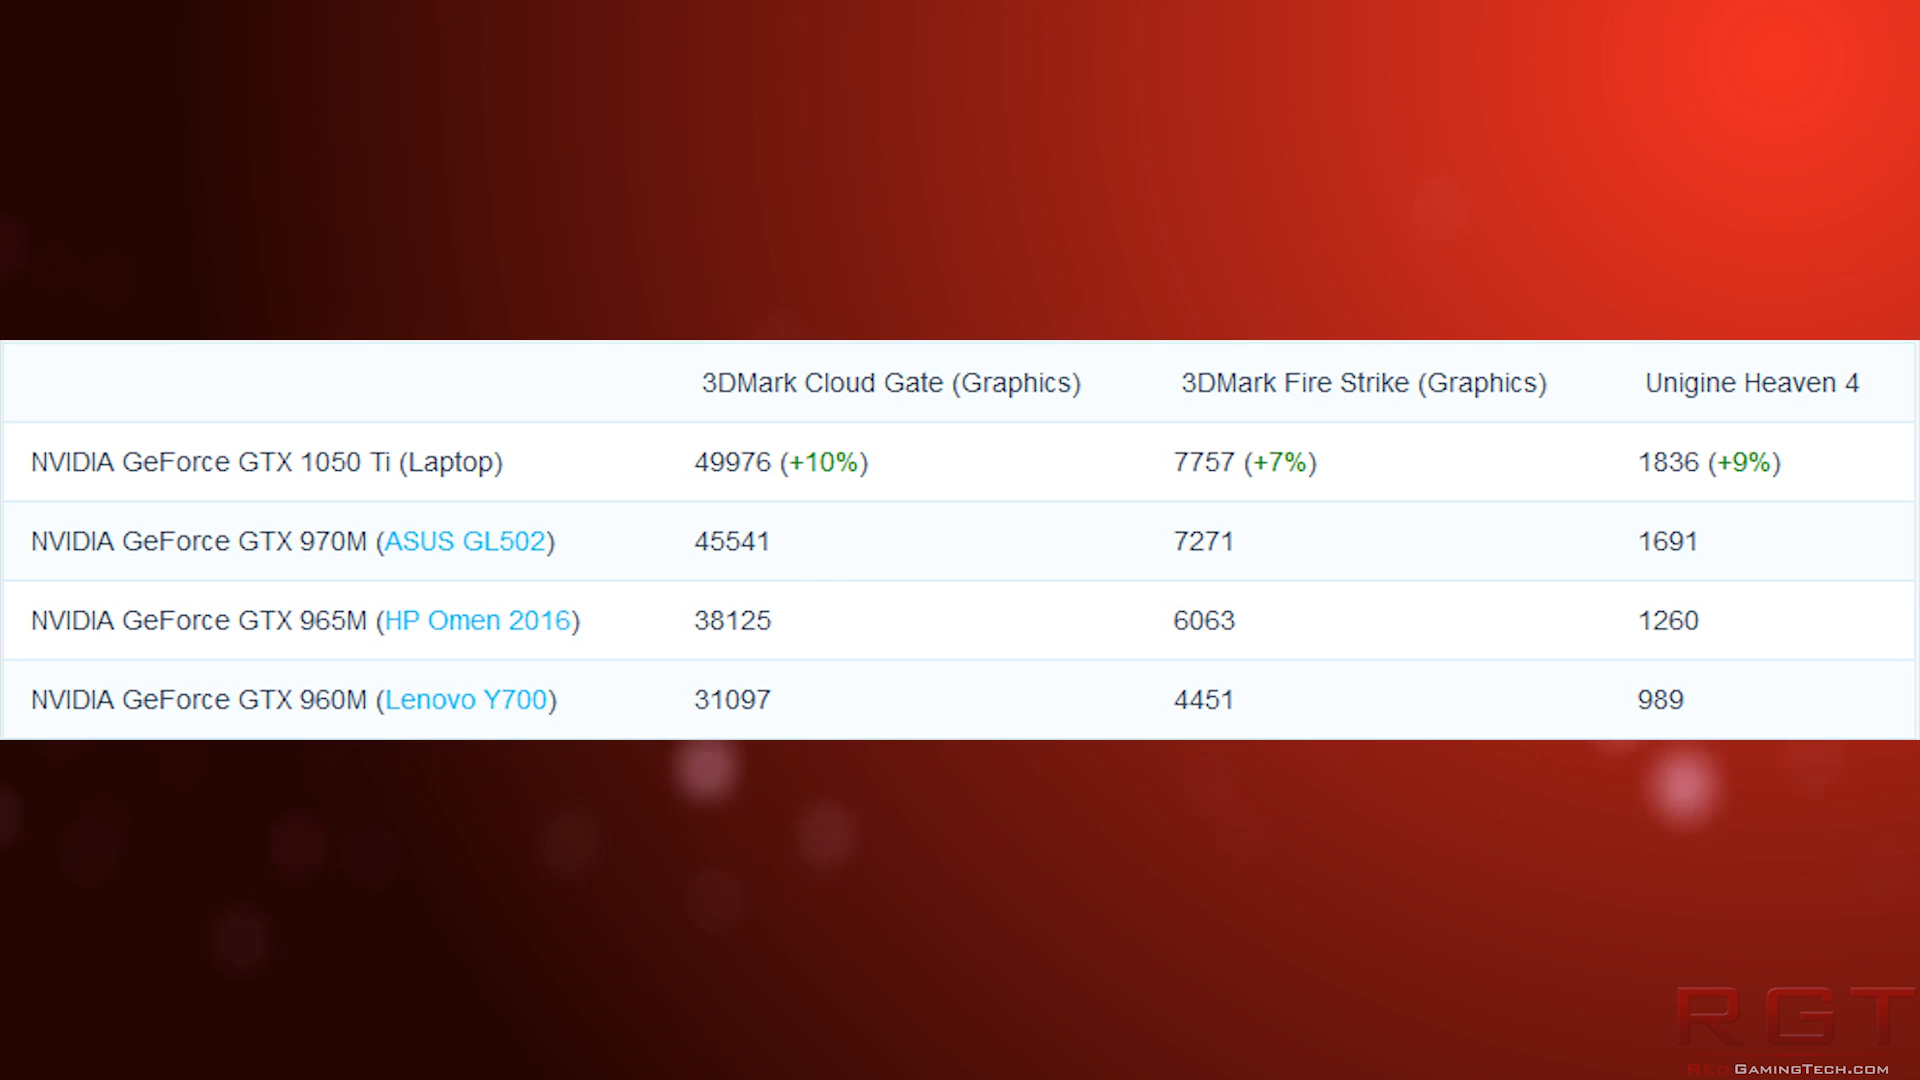 3DMark Cloud Gate (Graphics) 3DMark Fire Strike (Graphics) Unigine Heaven 4
NVIDIA GeForce GTX 1050 Ti (Laptop) 49976 (+10%) 7757 (+7%) 1836 (+9%)
NVIDIA GeForce GTX 970M (ASUS GL502) 45541 7271 1691
NVIDIA GeForce GTX 965M (HP Omen 2016) 38125 6063 1260
NVIDIA GeForce GTX 960M (Lenovo Y700) 31097 4451 989
RGT
RedGamingTech.com